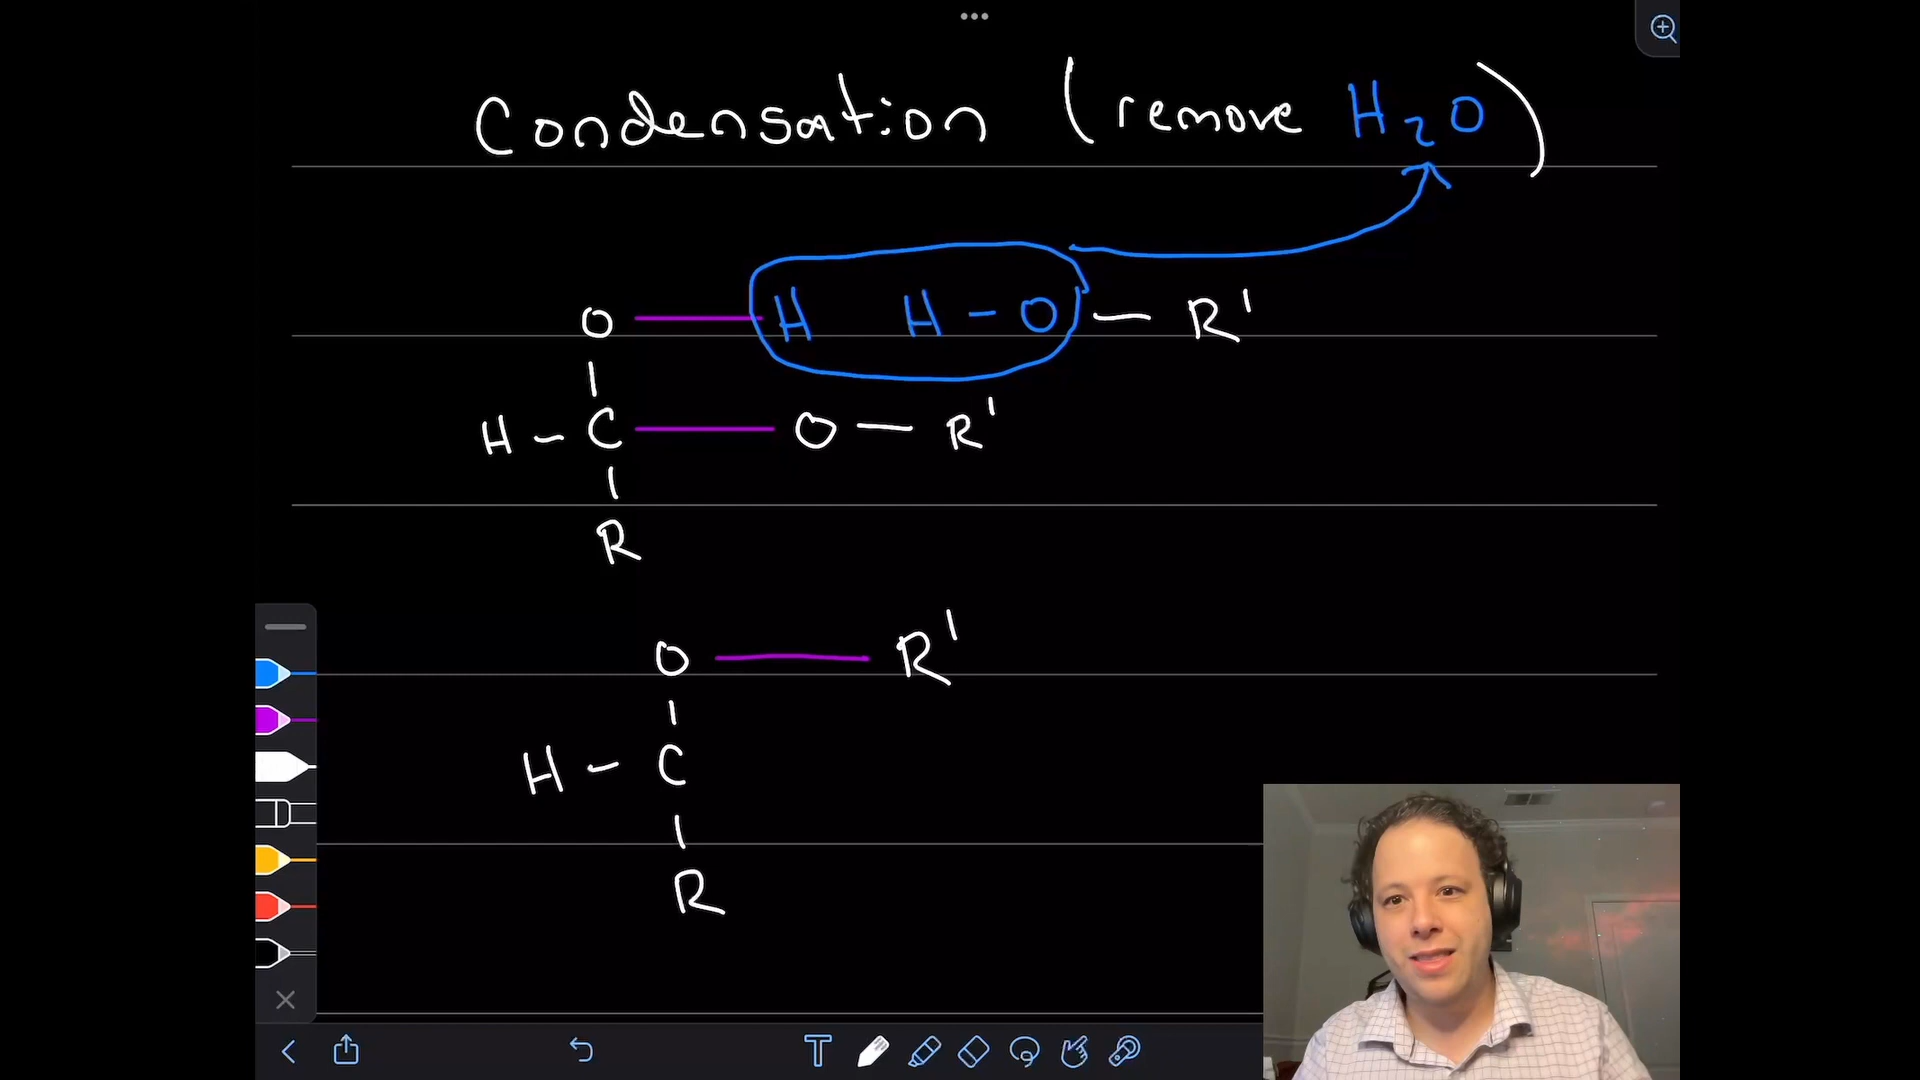 Condensation (remove H₂O)
O — H H - O — R'
H - C — O — R'
R
O — R'
H - C
R
T